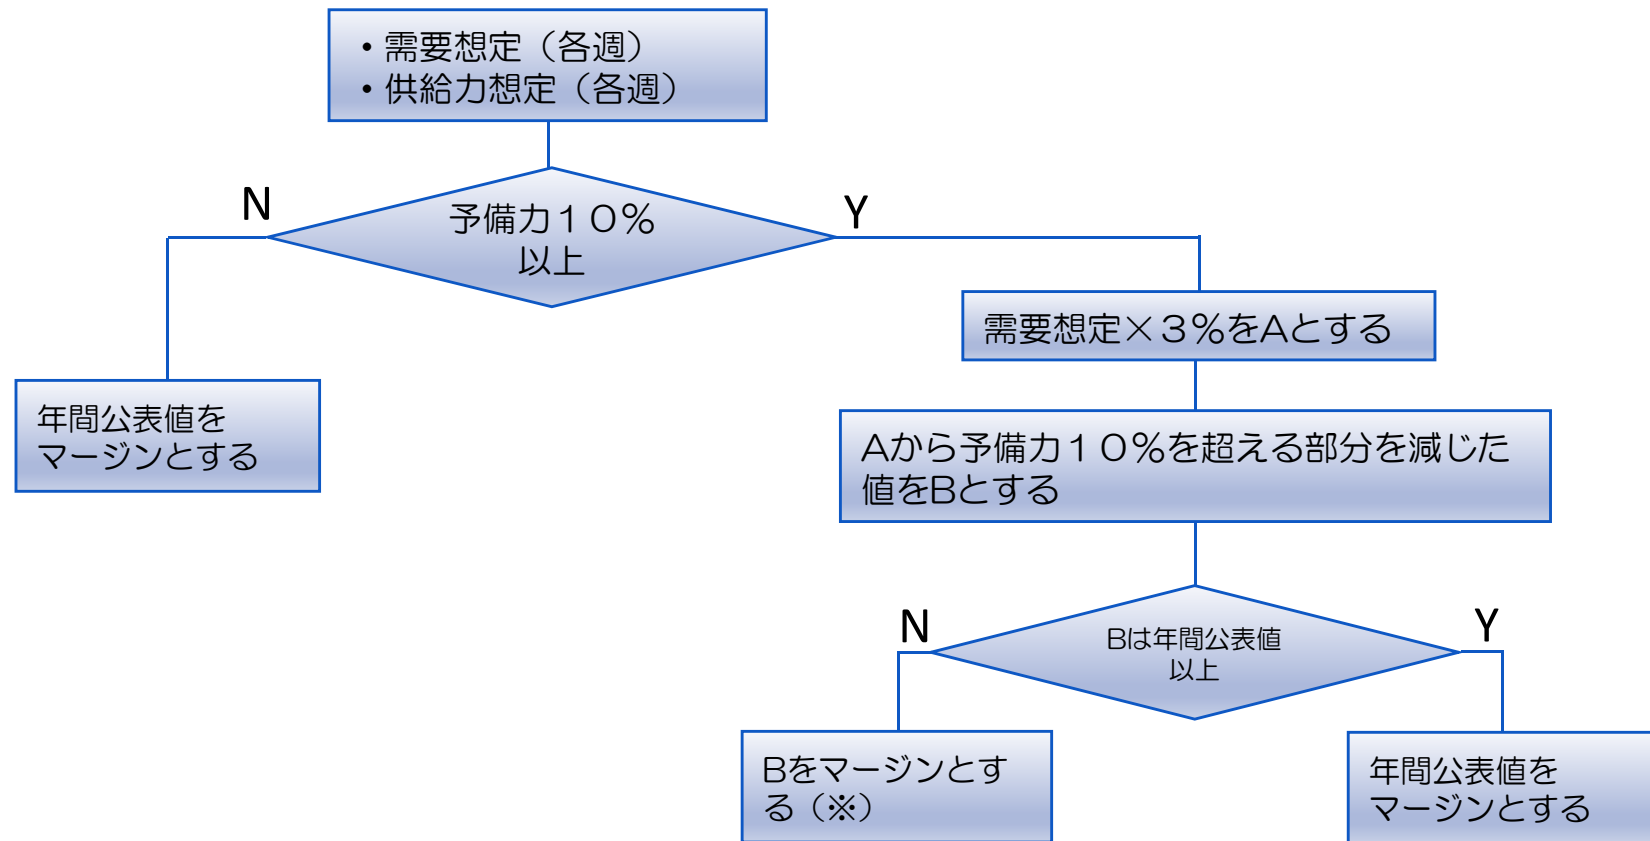 ・需要想定（各週）
・供給力想定（各週）
N
Y
予備力１０％
以上
需要想定×３％をAとする
年間公表値を
マージンとする
Aから予備力１０％を超える部分を減じた
値をBとする
N
Y
Bは年間公表値
以上
Bをマージンとす
る（※）
年間公表値を
マージンとする